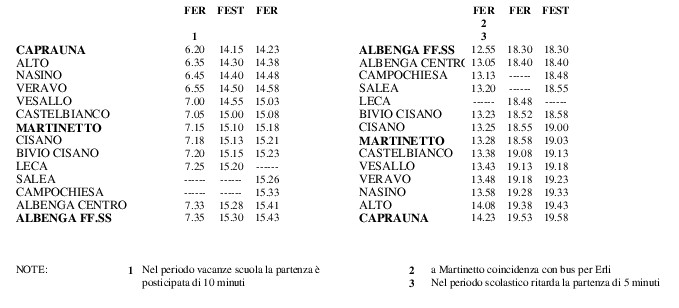 FER FEST FER FER FER FEST
2
1 3
CAPRAUNA 6.20 14.15 14.23 ALBENGA FF.SS 12.55 18.30 18.30
ALTO 6.35 14.30 14.38 ALBENGA CENTRO 13.05 18.40 18.40
NASINO 6.45 14.40 14.48 CAMPOCHIESA 13.13 ------ 18.48
VERAVO 6.55 14.50 14.58 SALEA 13.20 ------ 18.55
VESALLO 7.00 14.55 15.03 LECA ------ 18.48 ------
CASTELBIANCO 7.05 15.00 15.08 BIVIO CISANO 13.23 18.52 18.58
MARTINETTO 7.15 15.10 15.18 CISANO 13.25 18.55 19.00
CISANO 7.18 15.13 15.21 MARTINETTO 13.28 18.58 19.03
BIVIO CISANO 7.20 15.15 15.23 CASTELBIANCO 13.38 19.08 19.13
LECA 7.25 15.20 ------ VESALLO 13.43 19.13 19.18
SALEA ------ ------ 15.26 VERAVO 13.48 19.18 19.23
CAMPOCHIESA ------ ------ 15.33 NASINO 13.58 19.28 19.33
ALBENGA CENTRO 7.33 15.28 15.41 ALTO 14.08 19.38 19.43
ALBENGA FF.SS 7.35 15.30 15.43 CAPRAUNA 14.23 19.53 19.58
NOTE: 1 Nel periodo vacanze scuola la partenza è 2 a Martinetto coincidenza con bus per Erli
posticipata di 10 minuti 3 Nel periodo scolastico ritarda la partenza di 5 minuti